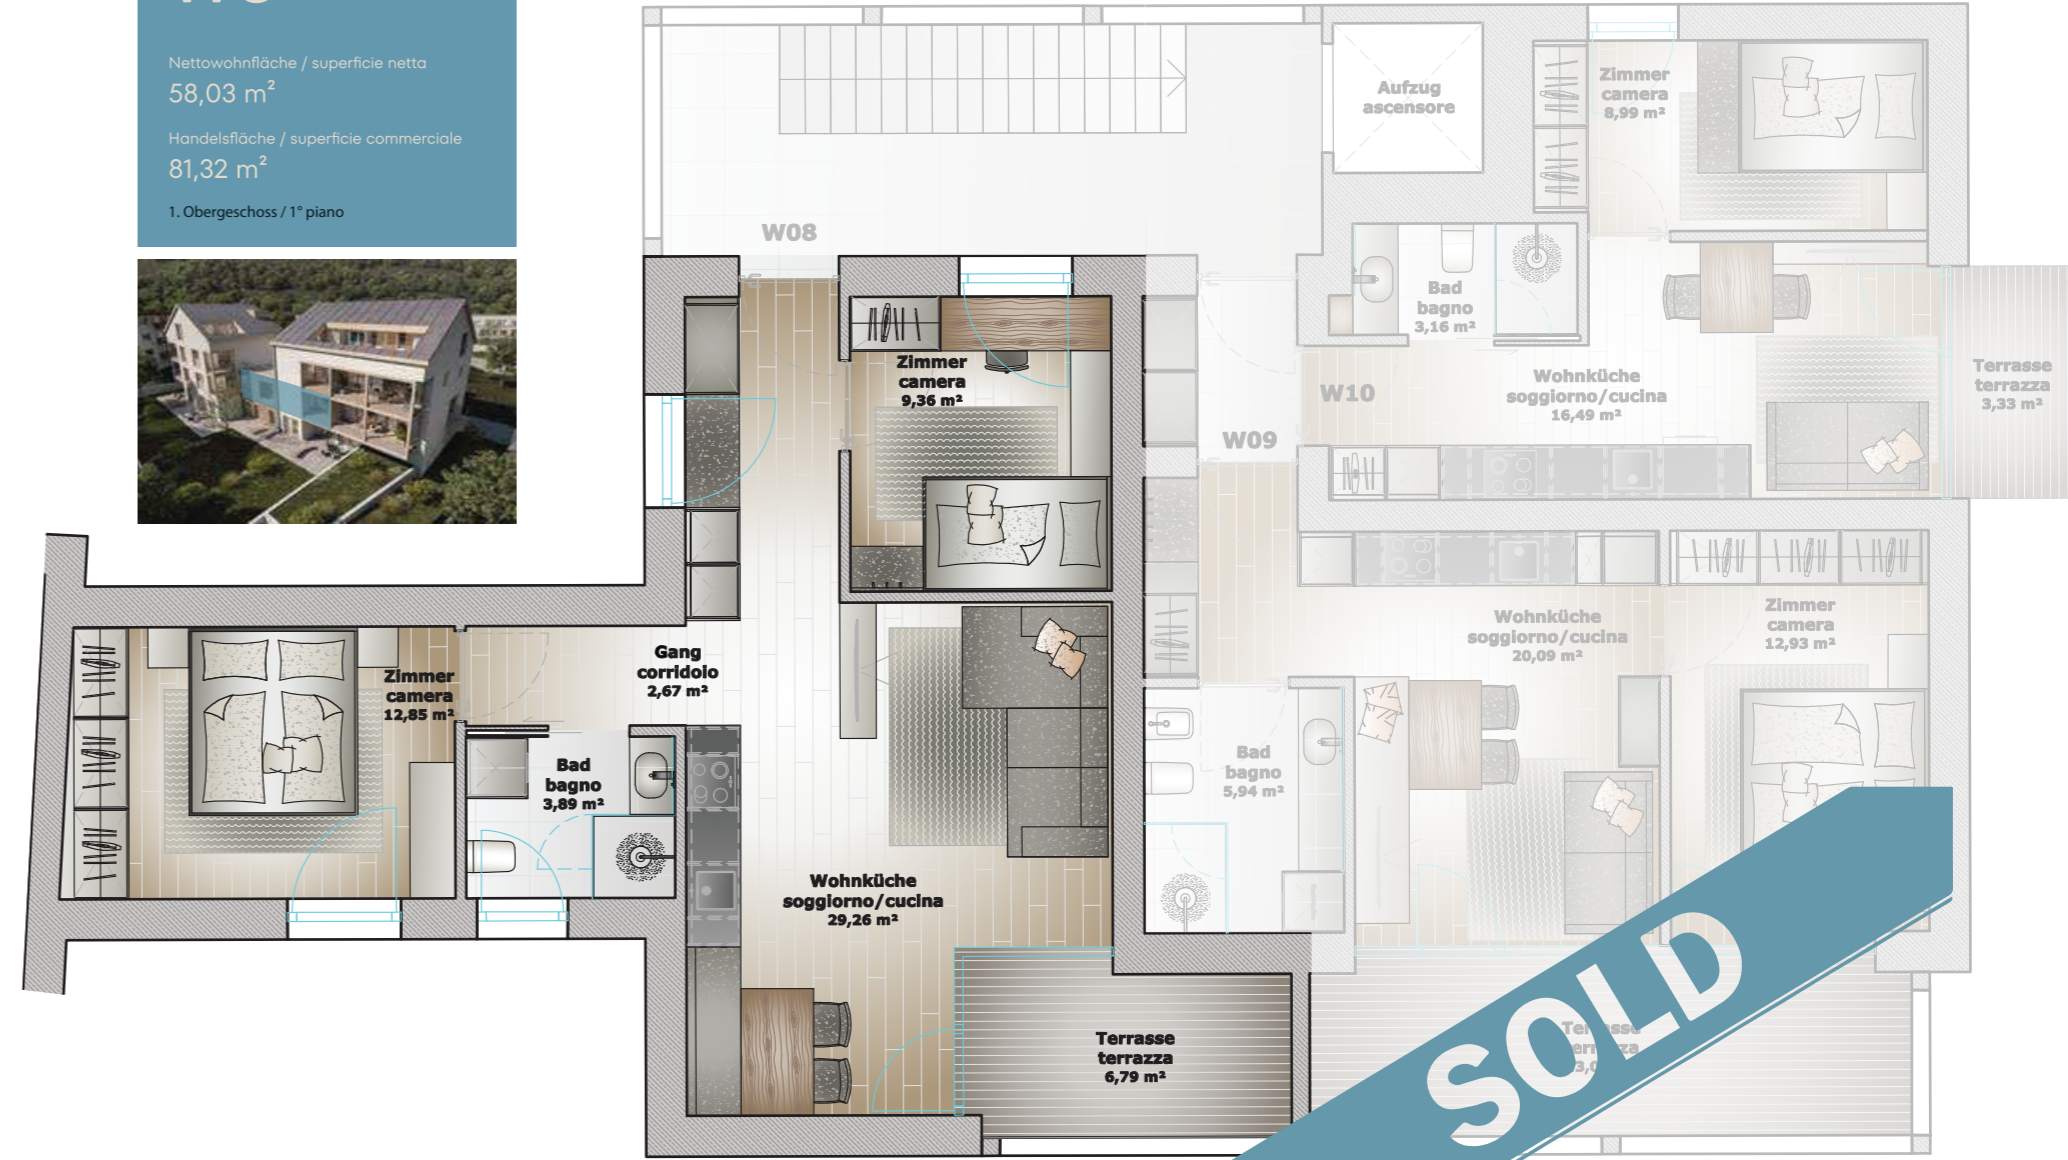 Nettowohnfläche / superficie netta
58,03 m²
Handelsfläche / superficie commerciale
81,32 m²
1. Obergeschoss / 1° piano
W08
Aufzug
ascensore
Zimmer
camera
8,99 m²
Bad
bagno
3,16 m²
W10
Wohnküche
soggiorno/cucina
16,49 m²
Terrasse
terrazza
3,33 m²
W09
Zimmer
camera
9,36 m²
Gang
corridoio
2,67 m²
Zimmer
camera
12,85 m²
Bad
bagno
3,89 m²
Wohnküche
soggiorno/cucina
29,26 m²
Terrasse
terrazza
6,79 m²
Wohnküche
soggiorno/cucina
20,09 m²
Zimmer
camera
12,93 m²
Bad
bagno
5,94 m²
SOLD